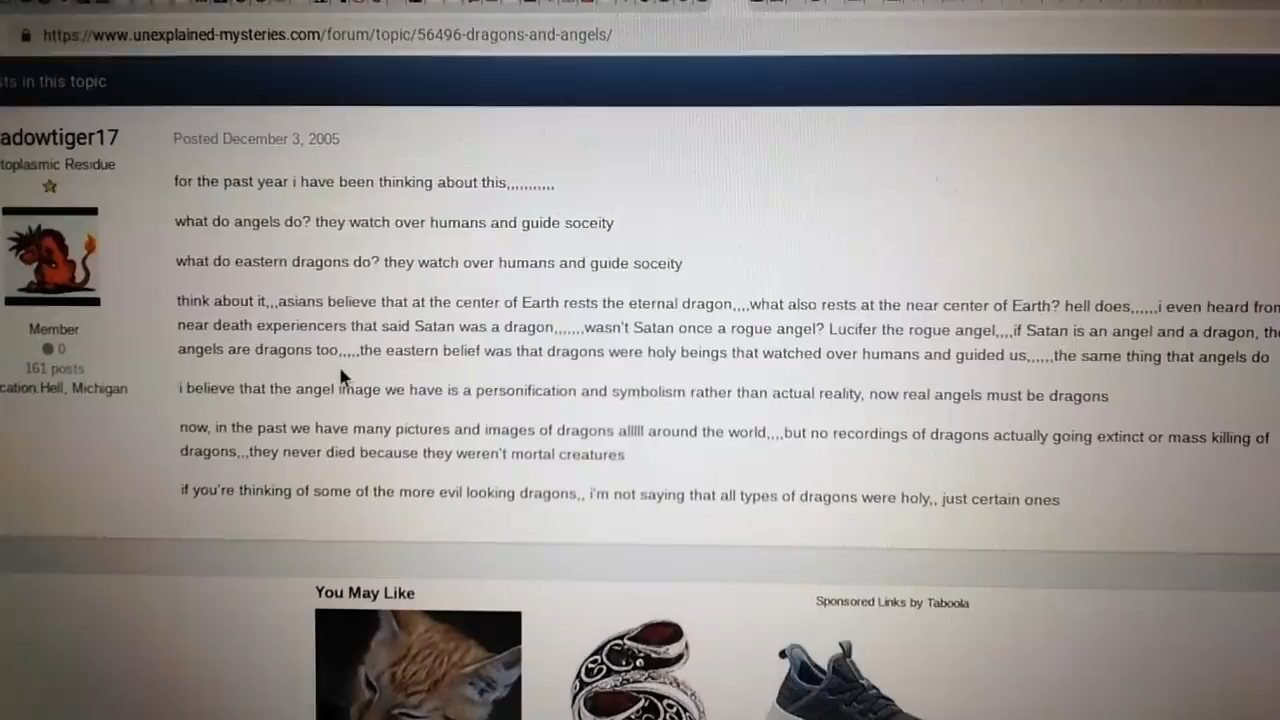 https://www.unexplained-mysteries.com/forum/topic/56496-dragons-and-angels/
sts in this topic
adowtiger17
Posted December 3, 2005
toplasmic Residue
for the past year i have been thinking about this,,,,,,,,,,,
what do angels do? they watch over humans and guide soceity
what do eastern dragons do? they watch over humans and guide soceity
think about it,,,asians believe that at the center of Earth rests the eternal dragon,,,,what also rests at the near center of Earth? hell does,,,,,,i even heard from
near death experiencers that said Satan was a dragon,,,,,,,wasn't Satan once a rogue angel? Lucifer the rogue angel,,,,if Satan is an angel and a dragon, the
angels are dragons too,,,,,the eastern belief was that dragons were holy beings that watched over humans and guided us,,,,,,the same thing that angels do
Member
0
161 posts
cation:Hell, Michigan
i believe that the angel image we have is a personification and symbolism rather than actual reality, now real angels must be dragons
now, in the past we have many pictures and images of dragons alllll around the world,,,,but no recordings of dragons actually going extinct or mass killing of
dragons,,,they never died because they weren't mortal creatures
if you're thinking of some of the more evil looking dragons,, i'm not saying that all types of dragons were holy,, just certain ones
You May Like
Sponsored Links by Taboola